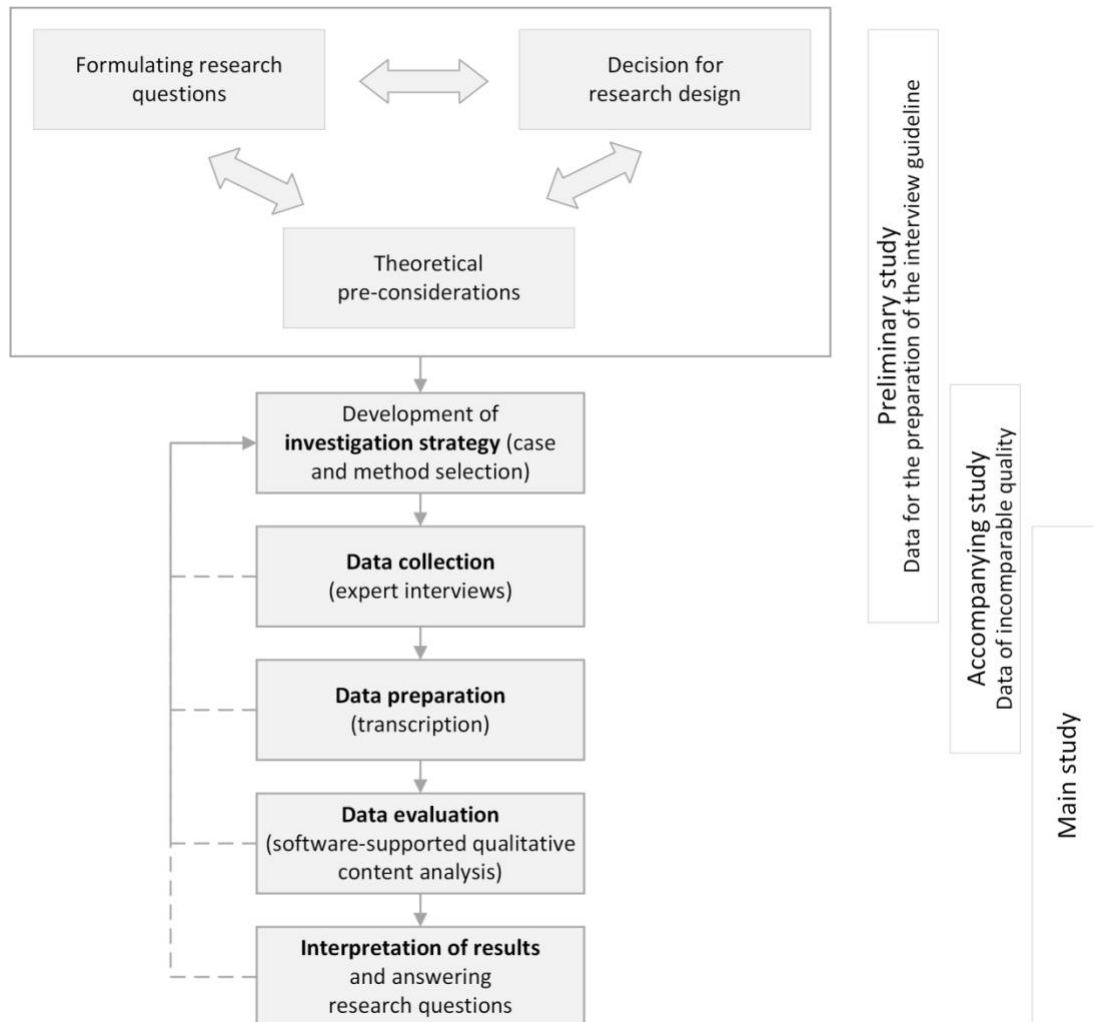 Formulating research
questions
Decision for
research design
Theoretical
pre-considerations
Development of
investigation strategy (case
and method selection)
Data collection
(expert interviews)
Data preparation
(transcription)
Data evaluation
(software-supported qualitative
content analysis)
Interpretation of results
and answering
research questions
Preliminary study
Data for the preparation of the interview guideline
Accompanying study
Data of incomparable quality
Main study